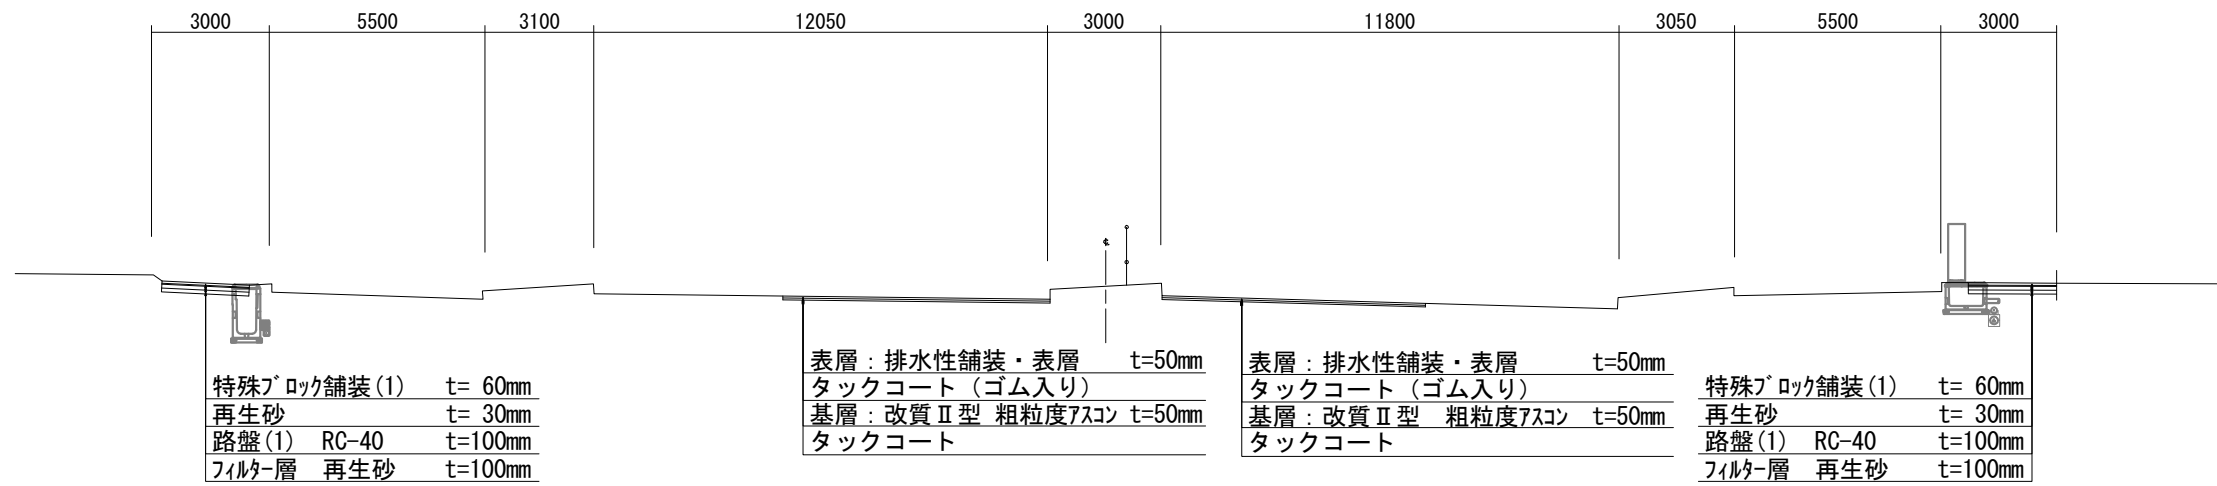 3000 5500 3100 12050 3000 11800 3050 5500 3000
℄
特殊ブロック舗装(1) t= 60mm
再生砂 t= 30mm
路盤(1) RC-40 t=100mm
フィルター層 再生砂 t=100mm
表層：排水性舗装・表層 t=50mm
タックコート（ゴム入り）
基層：改質Ⅱ型 粗粒度アスコン t=50mm
タックコート
表層：排水性舗装・表層 t=50mm
タックコート（ゴム入り）
基層：改質Ⅱ型 粗粒度アスコン t=50mm
タックコート
特殊ブロック舗装(1) t= 60mm
再生砂 t= 30mm
路盤(1) RC-40 t=100mm
フィルター層 再生砂 t=100mm